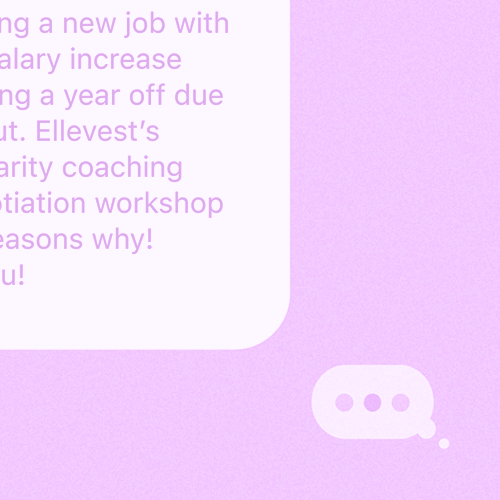 ng a new job with
alary increase
ng a year off due
ut. Ellevest’s
arity coaching
otiation workshop
easons why!
u!